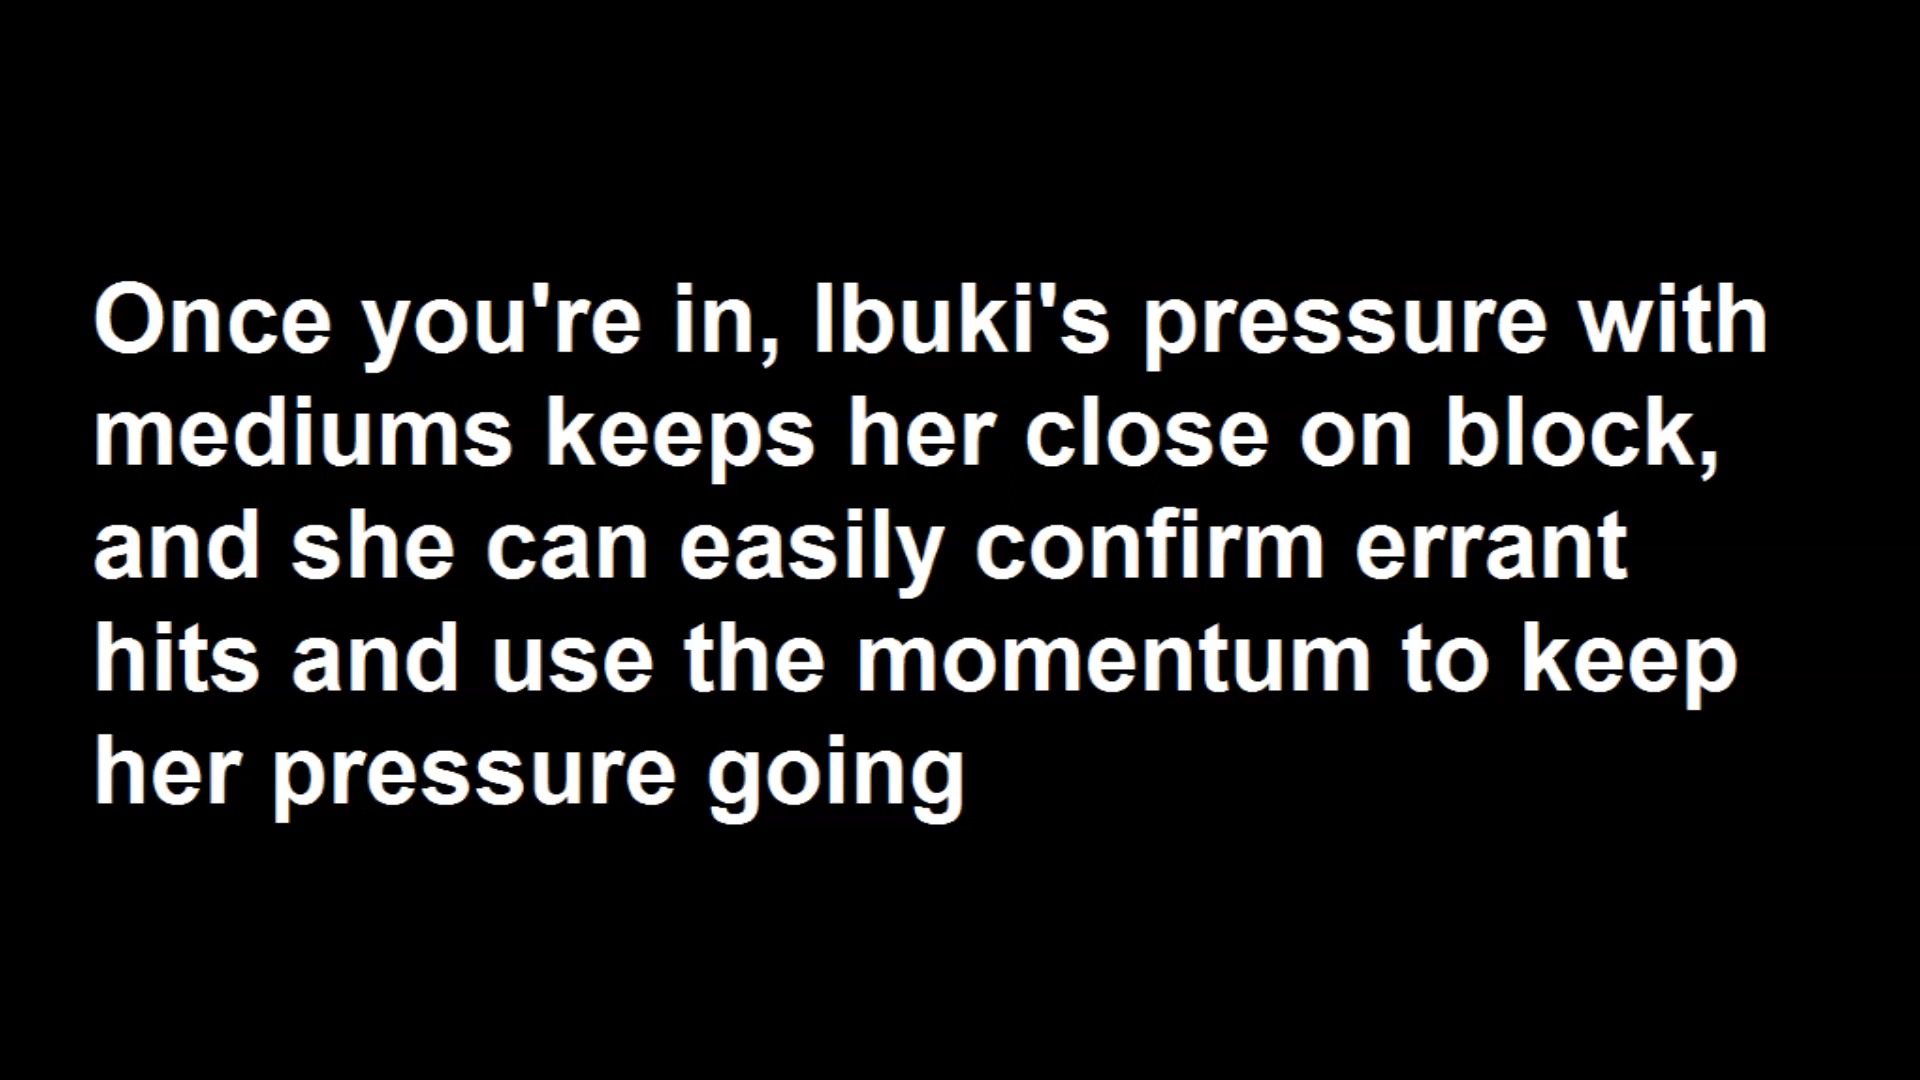 Once you're in, Ibuki's pressure with
mediums keeps her close on block,
and she can easily confirm errant
hits and use the momentum to keep
her pressure going